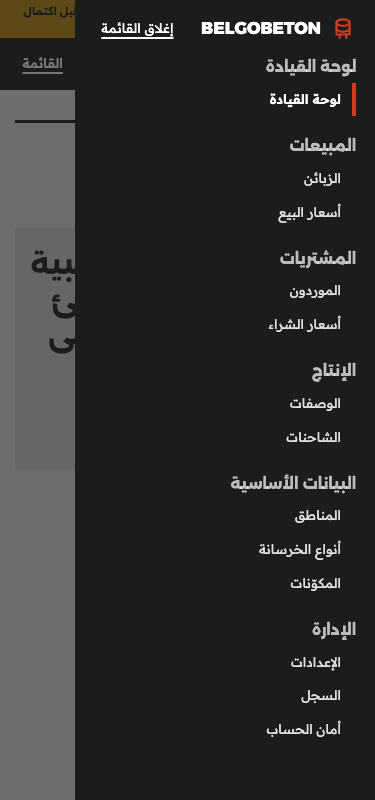 BELGOBETON
إغلاق القائمة
لوحة القيادة
لوحة القيادة
المبيعات
الزبائن
أسعار البيع
المشتريات
الموردون
أسعار الشراء
الإنتاج
الوصفات
الشاحنات
البيانات الأساسية
المناطق
أنواع الخرسانة
المكوّنات
الإدارة
الإعدادات
السجل
أمان الحساب
اكتمال
القائمة